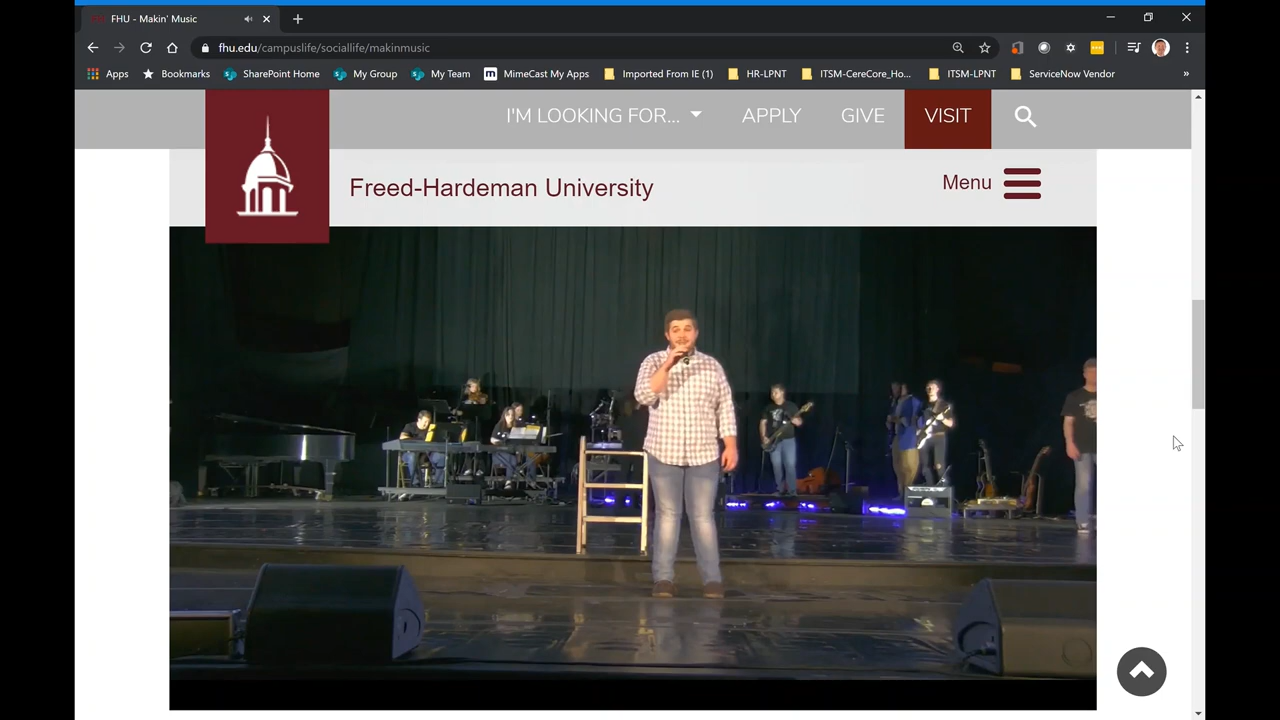 FHU - Makin' Music
fhu.edu/campuslife/sociallife/makinmusic
Apps Bookmarks SharePoint Home My Group My Team m MimeCast My Apps Imported From IE (1) HR-LPNT ITSM-CereCore_Ho... ITSM-LPNT ServiceNow Vendor »
I'M LOOKING FOR... APPLY GIVE VISIT
Freed-Hardeman University
Menu